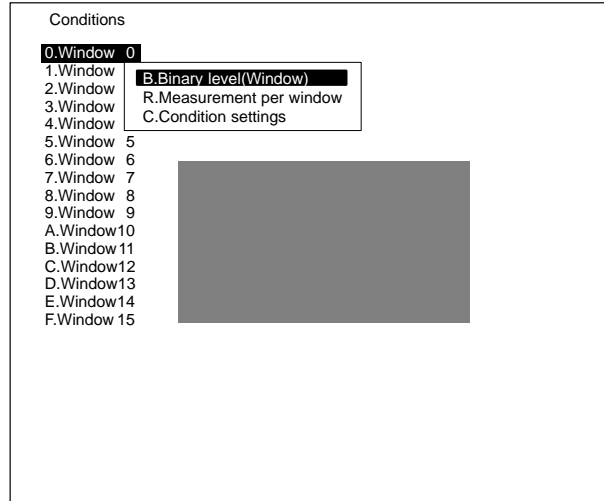 Conditions
0.Window 0
1.Window
2.Window
3.Window
4.Window
5.Window 5
6.Window 6
7.Window 7
8.Window 8
9.Window 9
A.Window10
B.Window11
C.Window12
D.Window13
E.Window14
F.Window 15
B.Binary level(Window)
R.Measurement per window
C.Condition settings